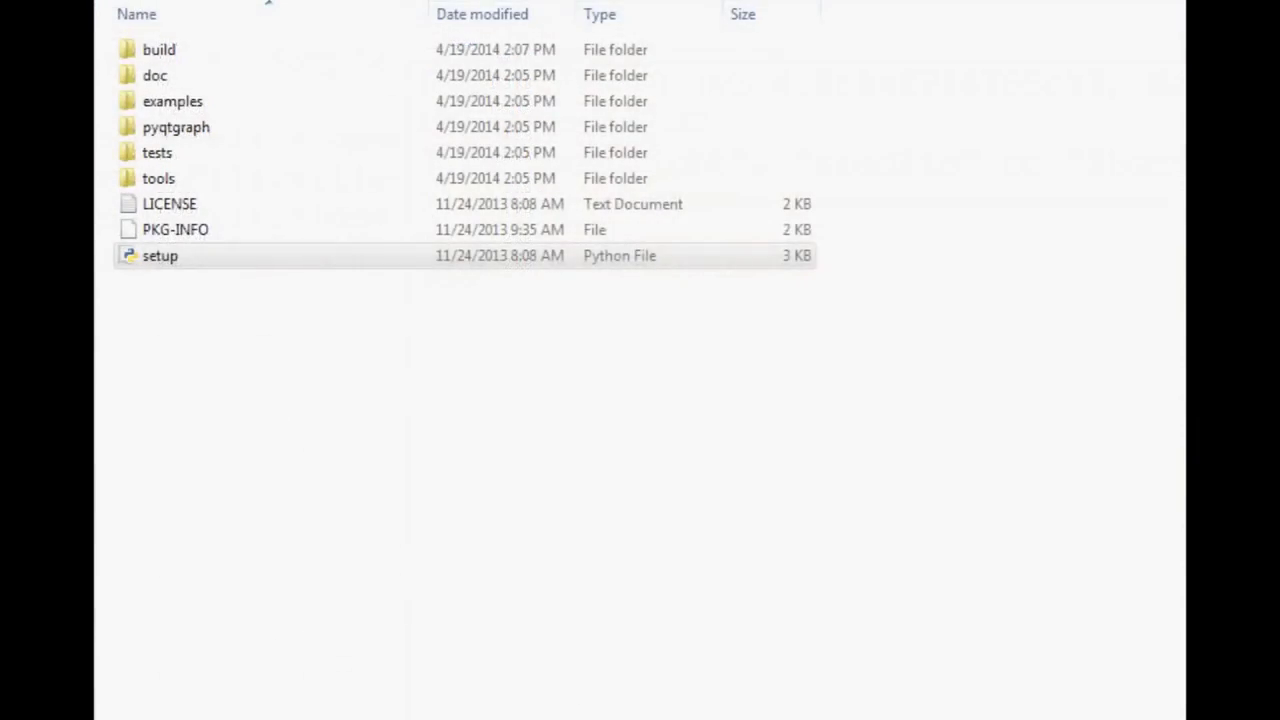 Name Date modified Type Size
build 4/19/2014 2:07 PM File folder
doc 4/19/2014 2:05 PM File folder
examples 4/19/2014 2:05 PM File folder
pyqtgraph 4/19/2014 2:05 PM File folder
tests 4/19/2014 2:05 PM File folder
tools 4/19/2014 2:05 PM File folder
LICENSE 11/24/2013 8:08 AM Text Document 2 KB
PKG-INFO 11/24/2013 9:35 AM File 2 KB
setup 11/24/2013 8:08 AM Python File 3 KB